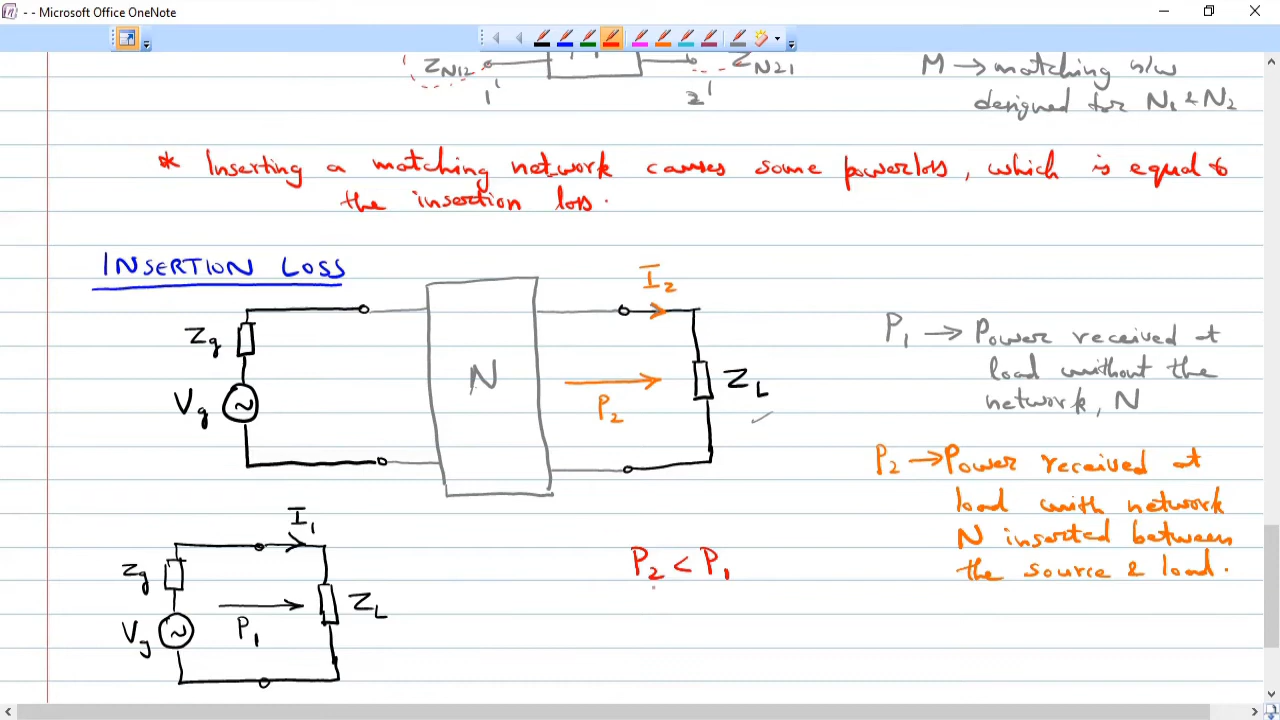 - - Microsoft Office OneNote
ZN12
ZN21
1'
2'
M → matching n/w
designed for N1 & N2
* Inserting a matching network causes some powerloss, which is equal to
the insertion loss.
INSERTION LOSS
I2
Zg
Vg
N
P2
ZL
P1 → Power received at
load without the
network, N
P2 → Power received at
load with network
N inserted between
the source & load.
I1
Zg
Vg
P1
ZL
P2 < P1